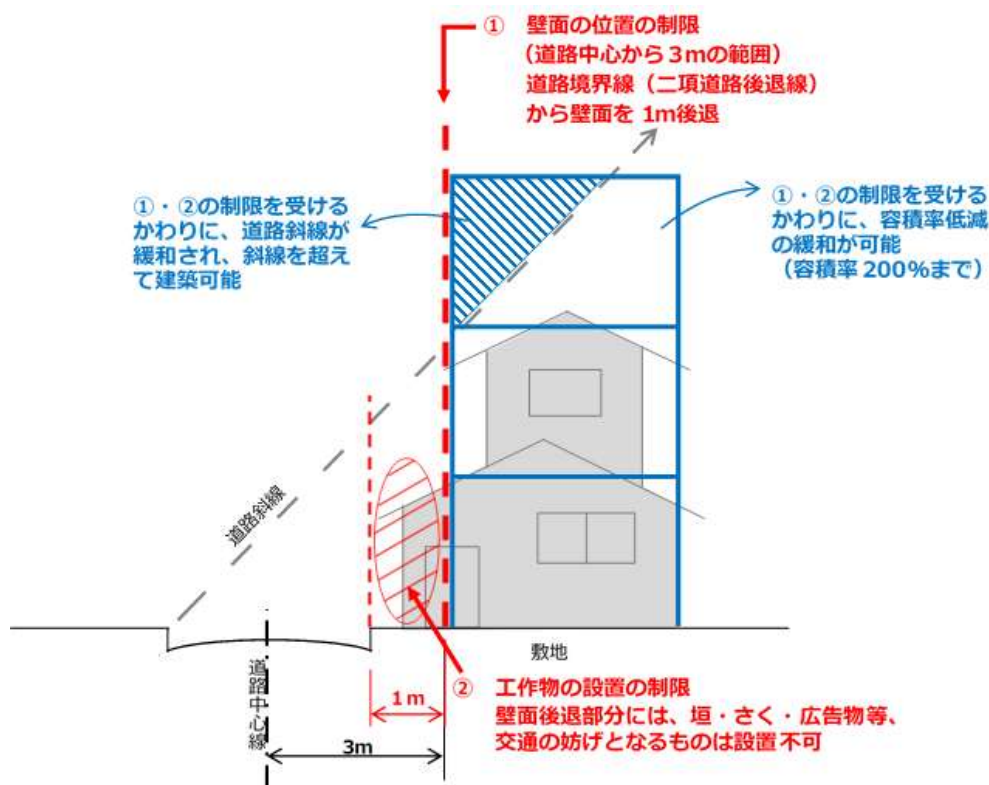 ① 壁面の位置の制限
（道路中心から3mの範囲）
道路境界線（二項道路後退線）
から壁面を 1m後退
①・②の制限を受ける
かわりに、道路斜線が
緩和され、斜線を超え
て建築可能
①・②の制限を受ける
かわりに、容積率低減
の緩和が可能
（容積率 200%まで）
道路斜線
敷地
道路中心線
1m
3m
② 工作物の設置の制限
壁面後退部分には、垣・さく・広告物等、
交通の妨げとなるものは設置不可